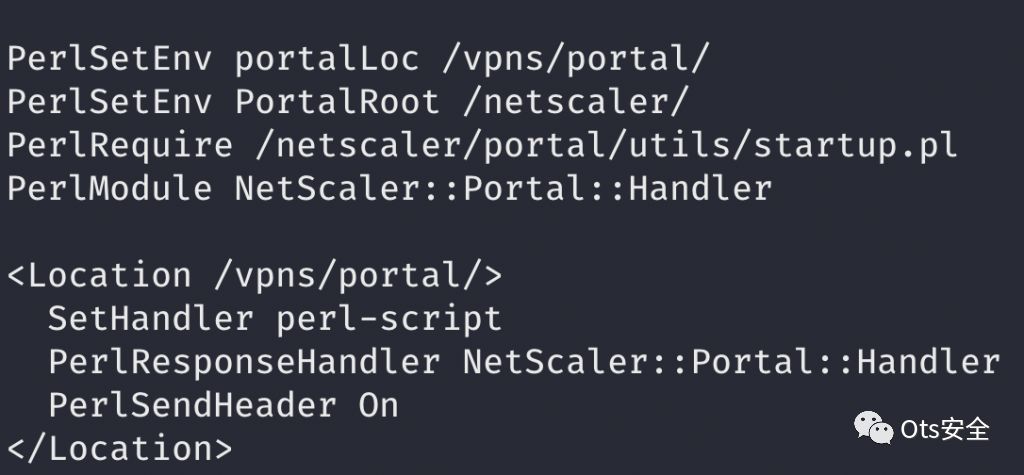 PerlSetEnv portalLoc /vpns/portal/
PerlSetEnv PortalRoot /netscaler/
PerlRequire /netscaler/portal/utils/startup.pl
PerlModule NetScaler::Portal::Handler
<Location /vpns/portal/>
  SetHandler perl-script
  PerlResponseHandler NetScaler::Portal::Handler
  PerlSendHeader On
</Location>
Ots安全